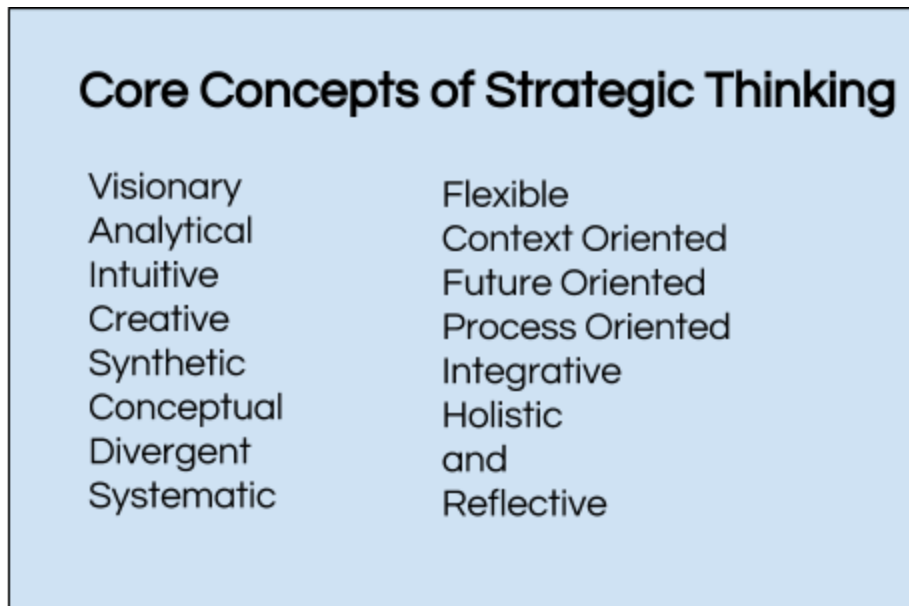 Core Concepts of Strategic Thinking
Visionary
Analytical
Intuitive
Creative
Synthetic
Conceptual
Divergent
Systematic
Flexible
Context Oriented
Future Oriented
Process Oriented
Integrative
Holistic
and
Reflective